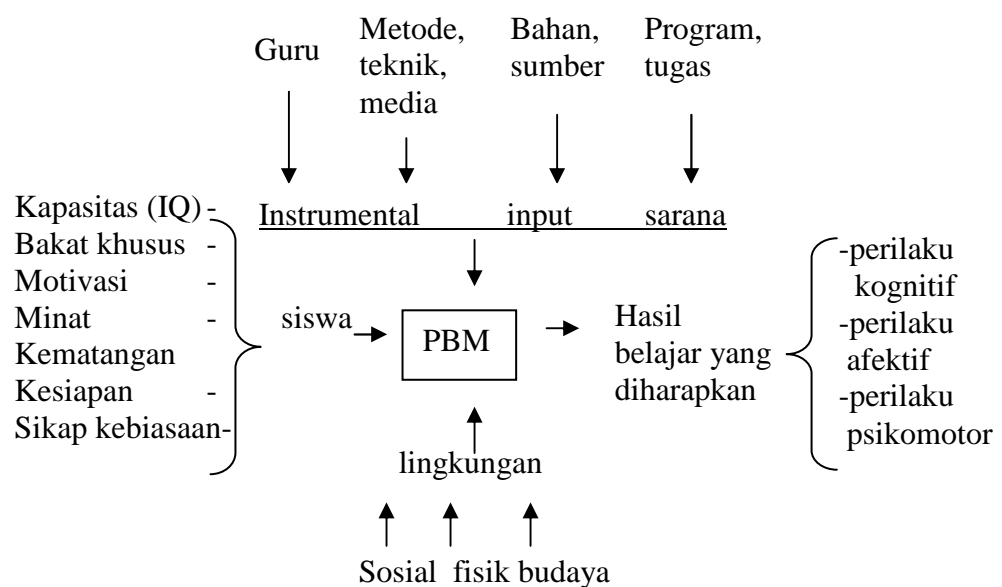 Guru
Metode,
teknik,
media
Bahan,
sumber
Program,
tugas
Instrumental input sarana
Kapasitas (IQ) -
Bakat khusus -
Motivasi -
Minat -
Kematangan
Kesiapan -
Sikap kebiasaan-
siswa
PBM
Hasil
belajar yang
diharapkan
-perilaku
kognitif
-perilaku
afektif
-perilaku
psikomotor
lingkungan
Sosial fisik budaya